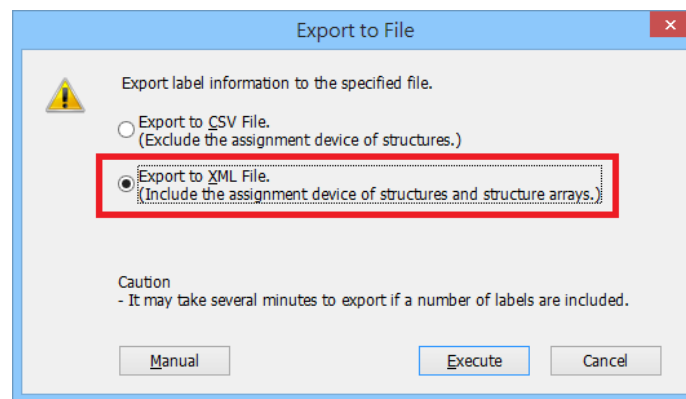 Export to File
Export label information to the specified file.
Export to CSV File.
(Exclude the assignment device of structures.)
Export to XML File.
(Include the assignment device of structures and structure arrays.)
Caution
- It may take several minutes to export if a number of labels are included.
Manual Execute Cancel